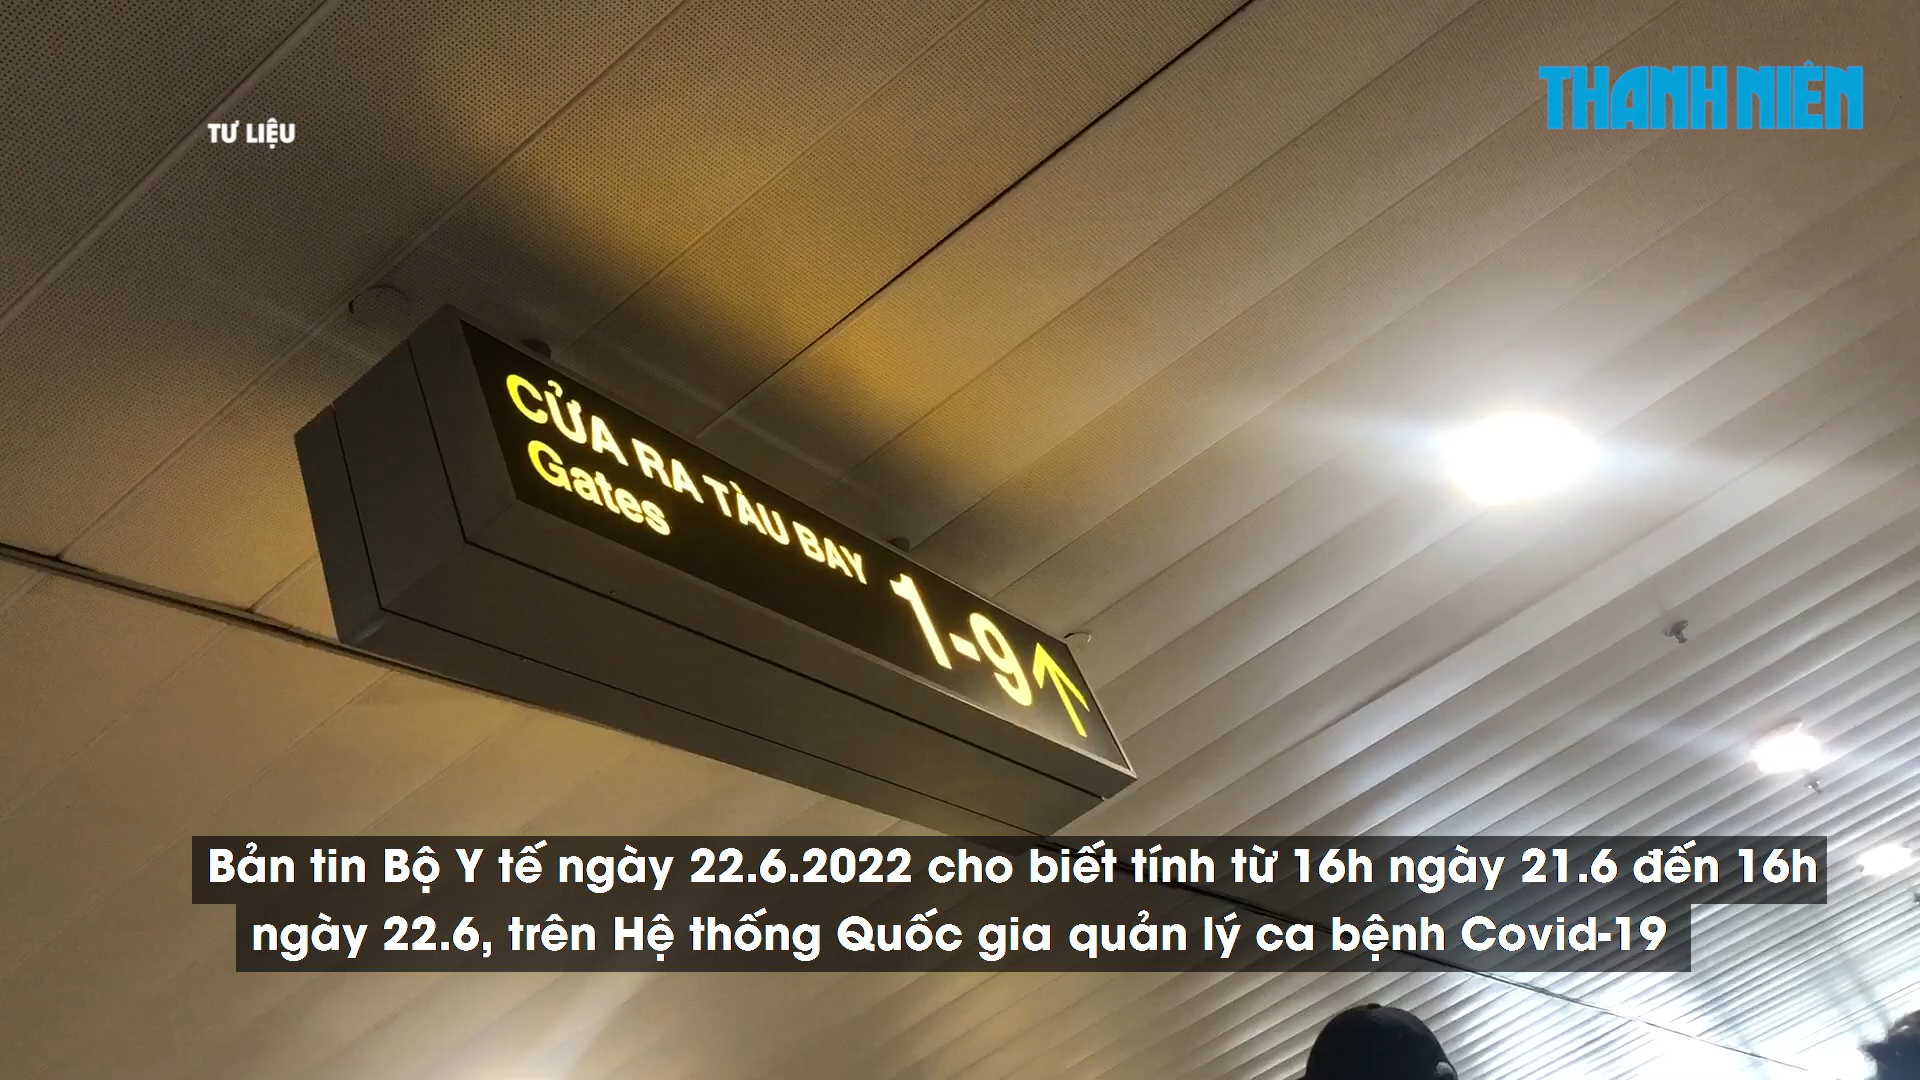 THANH NIÊN
TƯ LIỆU
CỬA RA TÀU BAY
Gates
1-9
Bản tin Bộ Y tế ngày 22.6.2022 cho biết tính từ 16h ngày 21.6 đến 16h
ngày 22.6, trên Hệ thống Quốc gia quản lý ca bệnh Covid-19